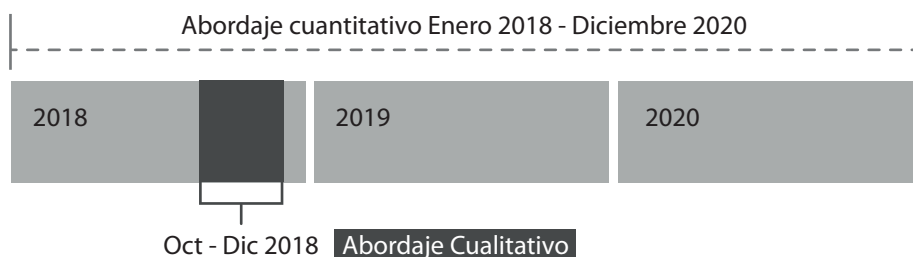 Abordaje cuantitativo Enero 2018 - Diciembre 2020
2018
2019
2020
Oct - Dic 2018 Abordaje Cualitativo